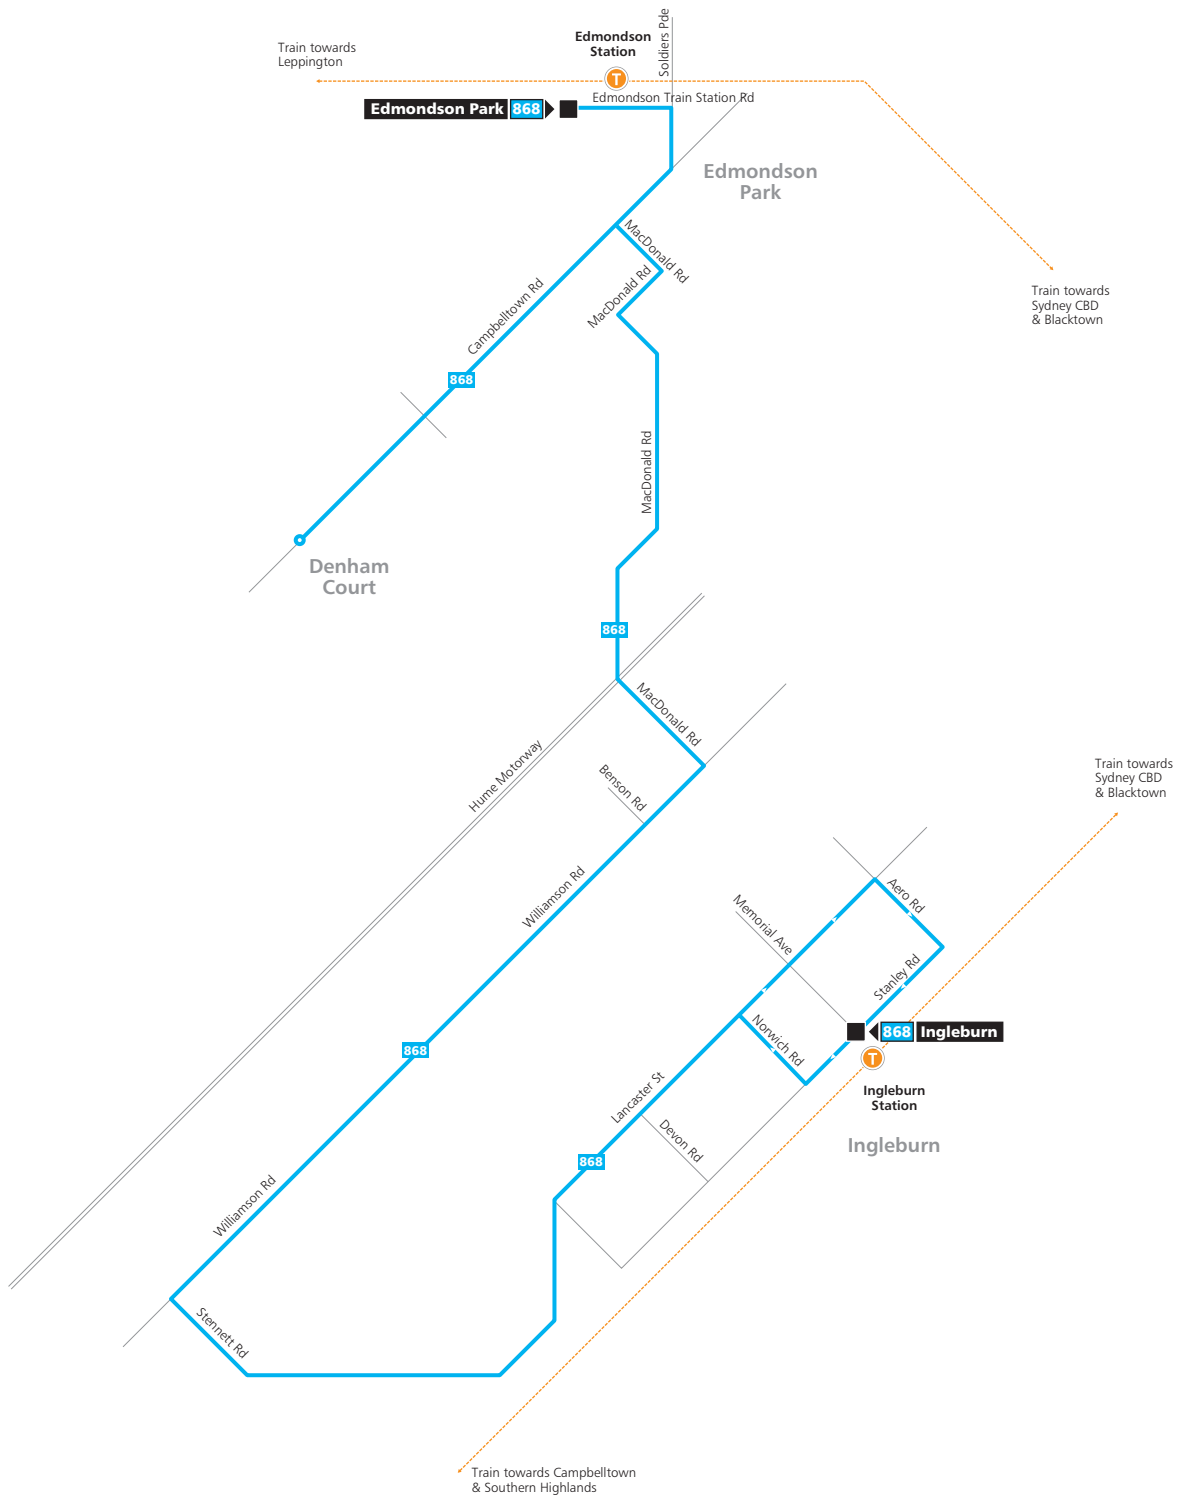 Soldiers Pde
Edmondson
Station
Train towards
Leppington
T
Edmondson Train Station Rd
Edmondson Park 868
Edmondson
Park
MacDonald Rd
MacDonald Rd
Campbelltown Rd
Train towards
Sydney CBD
& Blacktown
868
MacDonald Rd
Denham
Court
868
MacDonald Rd
Hume Motorway
Benson Rd
Train towards
Sydney CBD
& Blacktown
Williamson Rd
Aero Rd
Memorial Ave
Stanley Rd
Norwich Rd
868 Ingleburn
868
T
Ingleburn
Station
Lancaster St
Devon Rd
Ingleburn
868
Williamson Rd
Stennett Rd
Train towards Campbelltown
& Southern Highlands